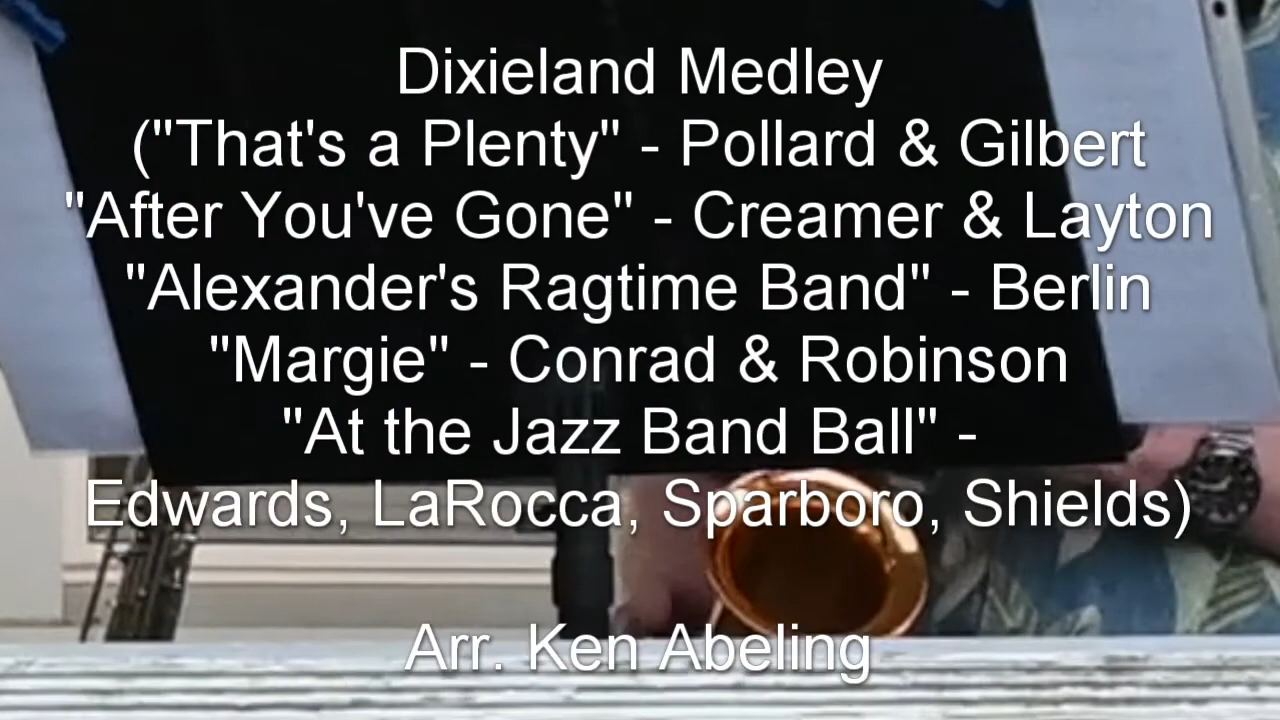 Dixieland Medley
("That's a Plenty" - Pollard & Gilbert
"After You've Gone" - Creamer & Layton
"Alexander's Ragtime Band" - Berlin
"Margie" - Conrad & Robinson
"At the Jazz Band Ball" -
Edwards, LaRocca, Sparboro, Shields)
Arr. Ken Abeling